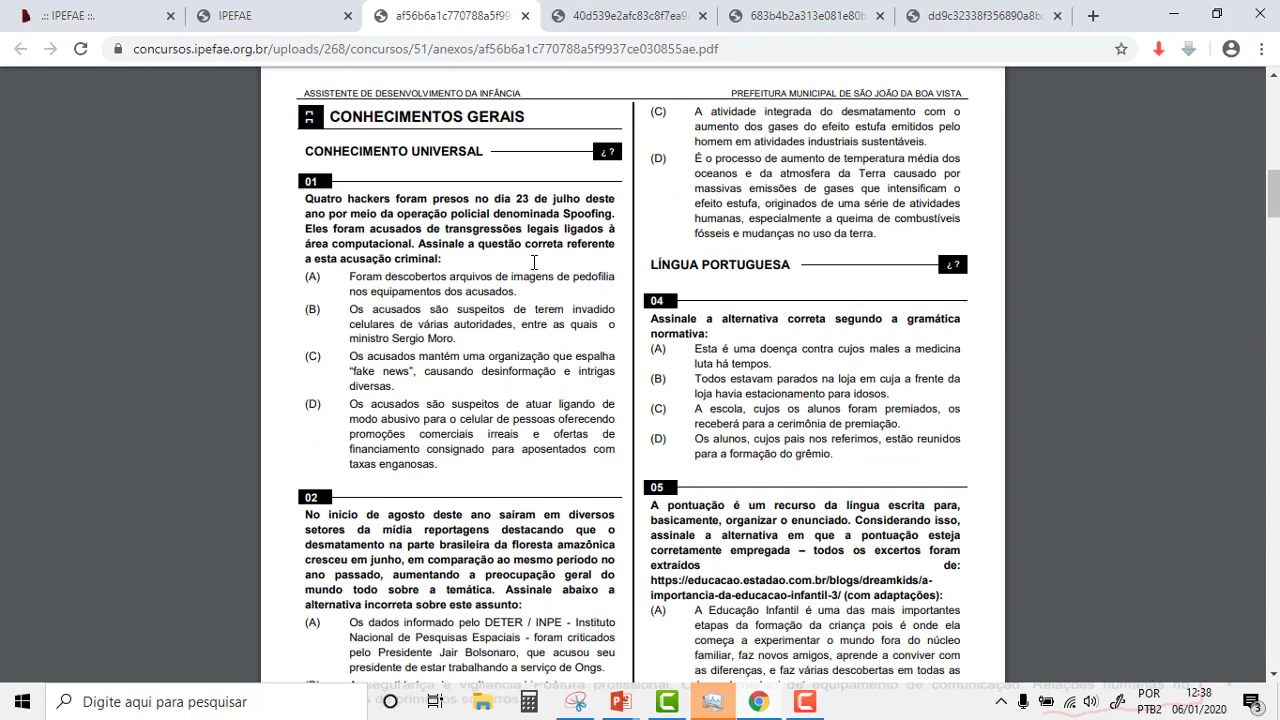 .:: IPEFAE ::.
IPEFAE
af56b6a1c770788a5f99
40d539e2afc83c8f7ea9
683b4b2a313e081e80b
dd9c32338f356890a8b
concursos.ipefae.org.br/uploads/268/concursos/51/anexos/af56b6a1c770788a5f9937ce030855ae.pdf
ASSISTENTE DE DESENVOLVIMENTO DA INFÂNCIA
PREFEITURA MUNICIPAL DE SÃO JOÃO DA BOA VISTA
CONHECIMENTOS GERAIS
CONHECIMENTO UNIVERSAL
¿ ?
01
Quatro hackers foram presos no dia 23 de julho deste
ano por meio da operação policial denominada Spoofing.
Eles foram acusados de transgressões legais ligados à
área computacional. Assinale a questão correta referente
a esta acusação criminal:
(A) Foram descobertos arquivos de imagens de pedofilia
nos equipamentos dos acusados.
(B) Os acusados são suspeitos de terem invadido
celulares de várias autoridades, entre as quais o
ministro Sergio Moro.
(C) Os acusados mantém uma organização que espalha
“fake news”, causando desinformação e intrigas
diversas.
(D) Os acusados são suspeitos de atuar ligando de
modo abusivo para o celular de pessoas oferecendo
promoções comerciais irreais e ofertas de
financiamento consignado para aposentados com
taxas enganosas.
02
No início de agosto deste ano saíram em diversos
setores da mídia reportagens destacando que o
desmatamento na parte brasileira da floresta amazônica
cresceu em junho, em comparação ao mesmo período no
ano passado, aumentando a preocupação geral do
mundo todo sobre a temática. Assinale abaixo a
alternativa incorreta sobre este assunto:
(A) Os dados informado pelo DETER / INPE - Instituto
Nacional de Pesquisas Espaciais - foram criticados
pelo Presidente Jair Bolsonaro, que acusou seu
presidente de estar trabalhando a serviço de Ongs.
(C) A atividade integrada do desmatamento com o
aumento dos gases do efeito estufa emitidos pelo
homem em atividades industriais sustentáveis.
(D) É o processo de aumento de temperatura média dos
oceanos e da atmosfera da Terra causado por
massivas emissões de gases que intensificam o
efeito estufa, originados de uma série de atividades
humanas, especialmente a queima de combustíveis
fósseis e mudanças no uso da terra.
LÍNGUA PORTUGUESA
¿ ?
04
Assinale a alternativa correta segundo a gramática
normativa:
(A) Esta é uma doença contra cujos males a medicina
luta há tempos.
(B) Todos estavam parados na loja em cuja a frente da
loja havia estacionamento para idosos.
(C) A escola, cujos os alunos foram premiados, os
receberá para a cerimônia de premiação.
(D) Os alunos, cujos pais nos referimos, estão reunidos
para a formação do grêmio.
05
A pontuação é um recurso da língua escrita para,
basicamente, organizar o enunciado. Considerando isso,
assinale a alternativa em que a pontuação esteja
corretamente empregada – todos os excertos foram
extraídos de:
https://educacao.estadao.com.br/blogs/dreamkids/a-
importancia-da-educacao-infantil-3/ (com adaptações):
(A) A Educação Infantil é uma das mais importantes
etapas da formação da criança pois é onde ela
começa a experimentar o mundo fora do núcleo
familiar, faz novos amigos, aprende a conviver com
as diferenças, e faz várias descobertas em todas as
Digite aqui para pesquisar
POR
PTB2
12:33
06/01/2020
3